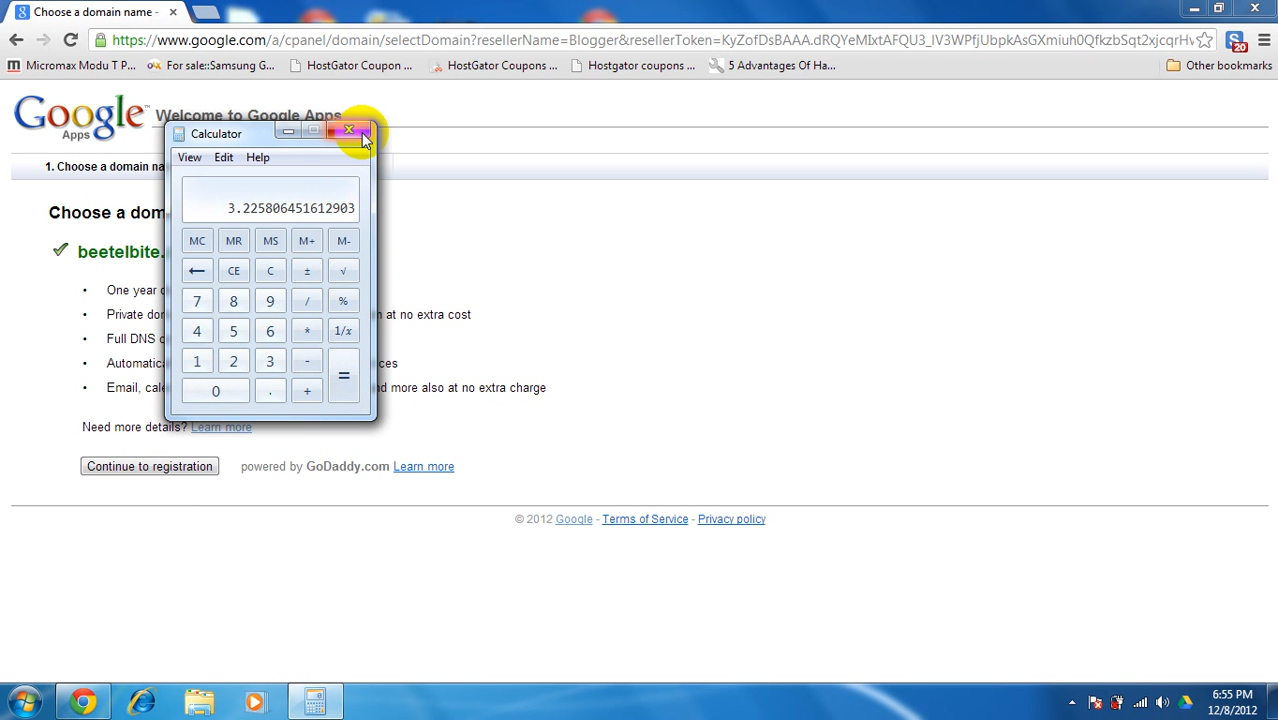 Choose a domain name -
https://www.google.com/a/cpanel/domain/selectDomain?resellerName=Blogger&resellerToken=KyZofDsBAAA.dRQYeMIxtAFQU3_IV3WPfjUbpkAsGXmiuh0QfkzbSqt2xjcqrHv
20
Micromax Modu T P... For sale::Samsung G... HostGator Coupon ... HostGator Coupons ... Hostgator coupons ... 5 Advantages Of Ha... Other bookmarks
Google Apps
Welcome to Google Apps
1. Choose a domain na
Choose a dom
beetelbite.
• One year
• Private do at no extra cost
• Full DNS
• Automatic ces
• Email, cale nd more also at no extra charge
Need more details? Learn more
Continue to registration powered by GoDaddy.com Learn more
© 2012 Google - Terms of Service - Privacy policy
Calculator
View Edit Help
3.225806451612903
MC MR MS M+ M-
← CE C ± √
7 8 9 / %
4 5 6 * 1/x
1 2 3 - =
0 . +
6:55 PM
12/8/2012